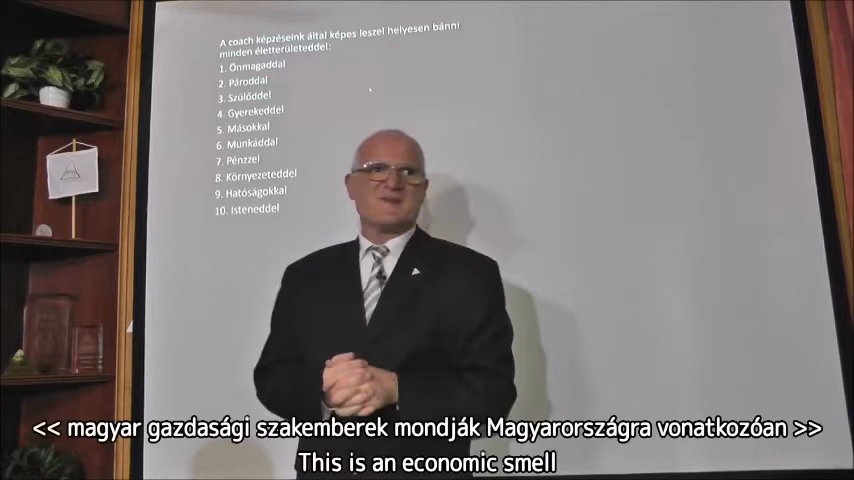 A coach képzéseink által képes leszel helyesen bánni
minden életterületeddel:
1. Önmagaddal
2. Pároddal
3. Szülőddel
4. Gyerekeddel
5. Másokkal
6. Munkáddal
7. Pénzzel
8. Környezeteddel
9. Hatóságokkal
10. Isteneddel
<< magyar gazdasági szakemberek mondják Magyarországra vonatkozóan >>
This is an economic smell